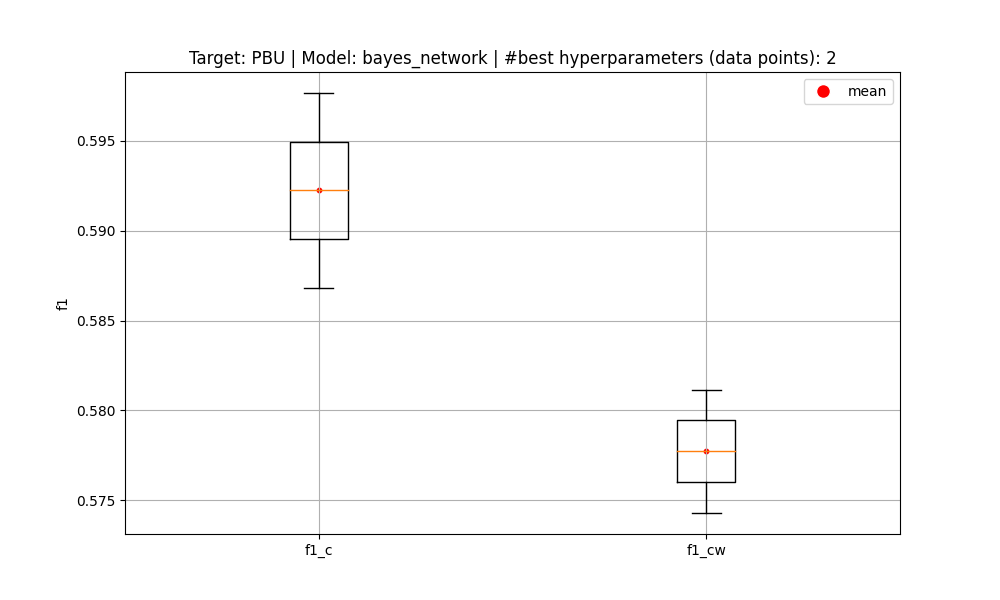 Target: PBU | Model: bayes_network | #best hyperparameters (data points): 2
mean
0.595
0.590
0.585
0.580
0.575
f1
f1_c
f1_cw